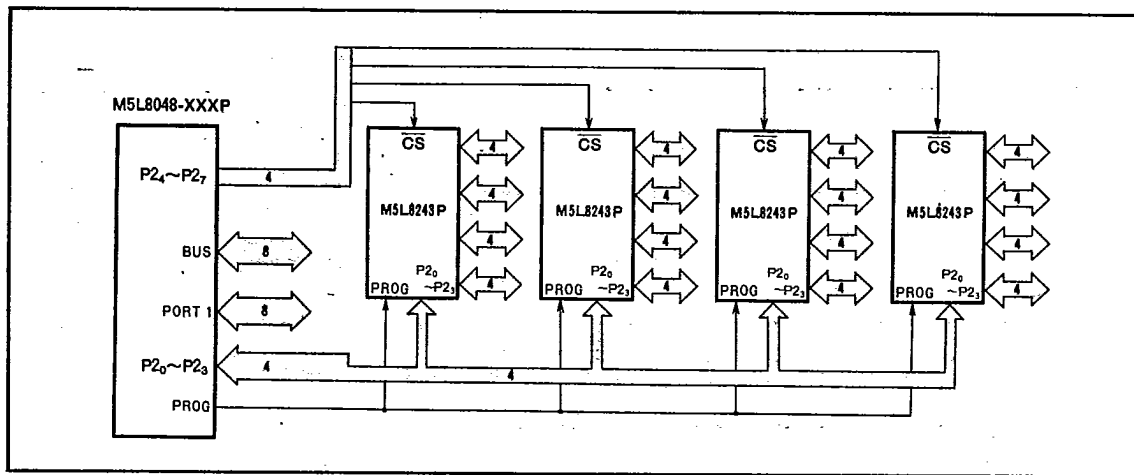 M5L8048-XXXP
P2₄～P2₇
4
BUS
8
PORT 1
8
P2₀～P2₃
4
4
PROG
CS
M5L8243P
PROG
P2₀
～P2₃
4
4
4
4
CS
M5L8243P
PROG
P2₀
～P2₃
4
4
4
4
CS
M5L8243P
PROG
P2₀
～P2₃
4
4
4
4
CS
M5L8243P
PROG
P2₀
～P2₃
4
4
4
4